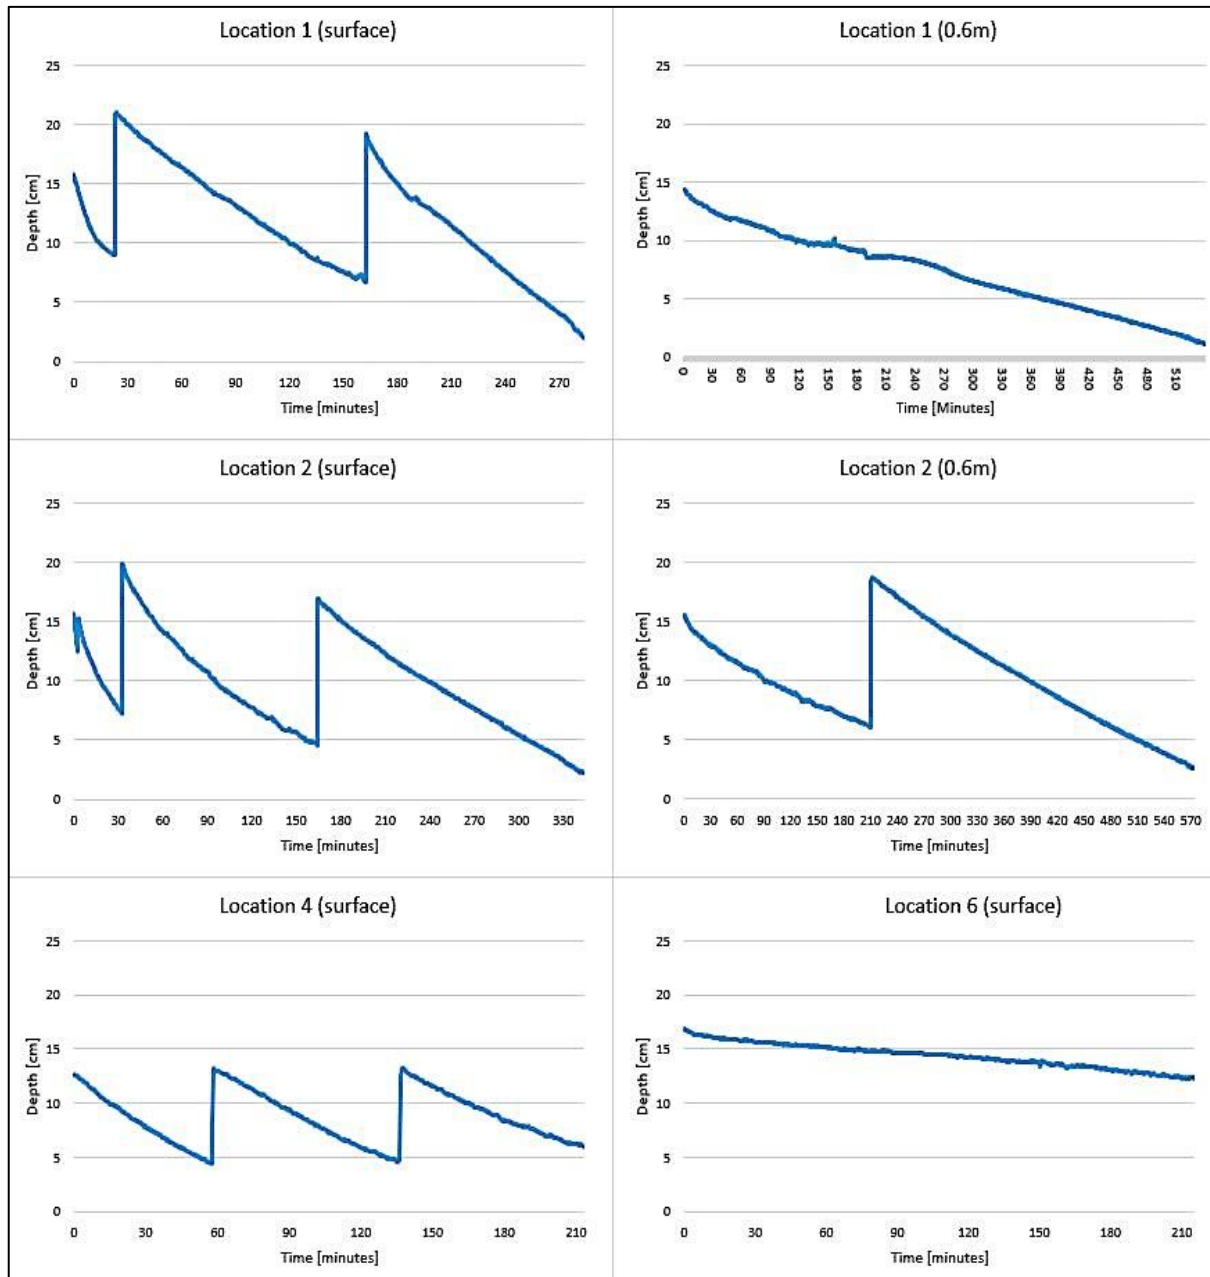 Location 1 (surface)
25
20
15
10
5
0
Depth [cm]
0 30 60 90 120 150 180 210 240 270
Time [minutes]
Location 1 (0.6m)
25
20
15
10
5
0
Depth [cm]
0 30 60 90 120 150 180 210 240 270 300 330 360 390 420 450 480 510
Time [Minutes]
Location 2 (surface)
25
20
15
10
5
0
Depth [cm]
0 30 60 90 120 150 180 210 240 270 300 330
Time [minutes]
Location 2 (0.6m)
25
20
15
10
5
0
Depth [cm]
0 30 60 90 120 150 180 210 240 270 300 330 360 390 420 450 480 510 540 570
Time [minutes]
Location 4 (surface)
25
20
15
10
5
0
Depth [cm]
0 30 60 90 120 150 180 210
Time [minutes]
Location 6 (surface)
25
20
15
10
5
0
Depth [cm]
0 30 60 90 120 150 180 210
Time [minutes]